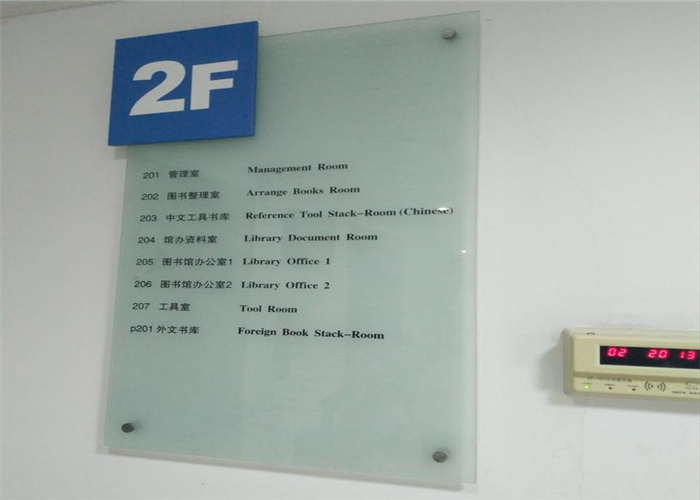 2F
201 管理室 Management Room
202 图书整理室 Arrange Books Room
203 中文工具书库 Reference Tool Stack-Room (Chinese)
204 馆办资料室 Library Document Room
205 图书馆办公室1 Library Office 1
206 图书馆办公室2 Library Office 2
207 工具室 Tool Room
p201 外文书库 Foreign Book Stack-Room
02 20 13